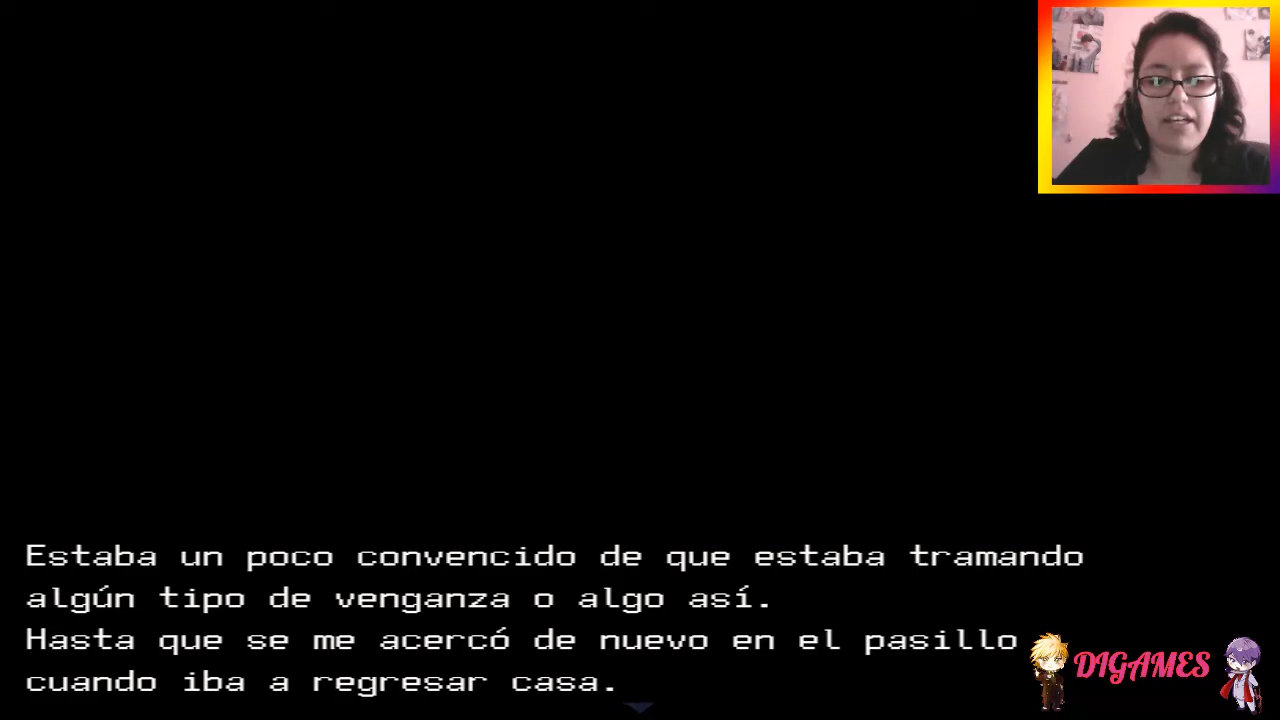 Estaba un poco convencido de que estaba tramando
algún tipo de venganza o algo así.
Hasta que se me acercó de nuevo en el pasillo
cuando iba a regresar casa.
DIGAMES